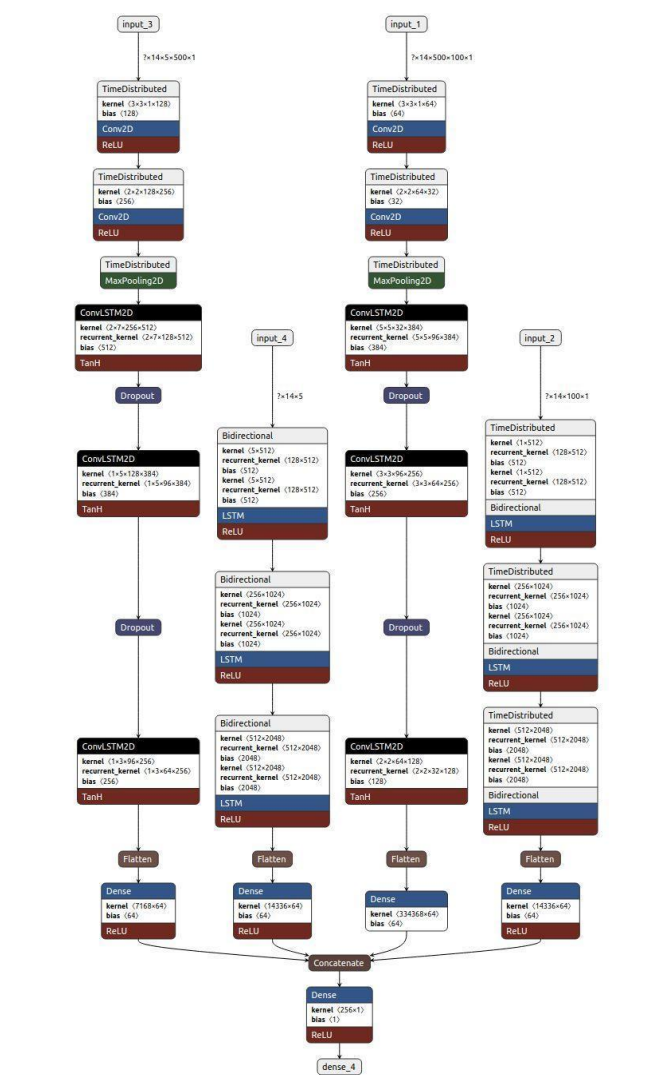 input_3
?×14×5×500×1
TimeDistributed
kernel ⟨3×3×1×128⟩
bias ⟨128⟩
Conv2D
ReLU
TimeDistributed
kernel ⟨2×2×128×256⟩
bias ⟨256⟩
Conv2D
ReLU
TimeDistributed
MaxPooling2D
ConvLSTM2D
kernel ⟨2×7×256×512⟩
recurrent_kernel ⟨2×7×128×512⟩
bias ⟨512⟩
TanH
Dropout
ConvLSTM2D
kernel ⟨1×5×128×384⟩
recurrent_kernel ⟨1×5×96×384⟩
bias ⟨384⟩
TanH
Dropout
ConvLSTM2D
kernel ⟨1×3×96×256⟩
recurrent_kernel ⟨1×3×64×256⟩
bias ⟨256⟩
TanH
Flatten
Dense
kernel ⟨7168×64⟩
bias ⟨64⟩
ReLU
input_4
?×14×5
Bidirectional
kernel ⟨5×512⟩
recurrent_kernel ⟨128×512⟩
bias ⟨512⟩
kernel ⟨5×512⟩
recurrent_kernel ⟨128×512⟩
bias ⟨512⟩
LSTM
ReLU
Bidirectional
kernel ⟨256×1024⟩
recurrent_kernel ⟨256×1024⟩
bias ⟨1024⟩
kernel ⟨256×1024⟩
recurrent_kernel ⟨256×1024⟩
bias ⟨1024⟩
LSTM
ReLU
Bidirectional
kernel ⟨512×2048⟩
recurrent_kernel ⟨512×2048⟩
bias ⟨2048⟩
kernel ⟨512×2048⟩
recurrent_kernel ⟨512×2048⟩
bias ⟨2048⟩
LSTM
ReLU
Flatten
Dense
kernel ⟨14336×64⟩
bias ⟨64⟩
ReLU
input_1
?×14×500×100×1
TimeDistributed
kernel ⟨3×3×1×64⟩
bias ⟨64⟩
Conv2D
ReLU
TimeDistributed
kernel ⟨2×2×64×32⟩
bias ⟨32⟩
Conv2D
ReLU
TimeDistributed
MaxPooling2D
ConvLSTM2D
kernel ⟨5×5×32×384⟩
recurrent_kernel ⟨5×5×96×384⟩
bias ⟨384⟩
TanH
Dropout
ConvLSTM2D
kernel ⟨3×3×96×256⟩
recurrent_kernel ⟨3×3×64×256⟩
bias ⟨256⟩
TanH
Dropout
ConvLSTM2D
kernel ⟨2×2×64×128⟩
recurrent_kernel ⟨2×2×32×128⟩
bias ⟨128⟩
TanH
Flatten
Dense
kernel ⟨334368×64⟩
bias ⟨64⟩
input_2
?×14×100×1
TimeDistributed
kernel ⟨1×512⟩
recurrent_kernel ⟨128×512⟩
bias ⟨512⟩
kernel ⟨1×512⟩
recurrent_kernel ⟨128×512⟩
bias ⟨512⟩
Bidirectional
LSTM
ReLU
TimeDistributed
kernel ⟨256×1024⟩
recurrent_kernel ⟨256×1024⟩
bias ⟨1024⟩
kernel ⟨256×1024⟩
recurrent_kernel ⟨256×1024⟩
bias ⟨1024⟩
Bidirectional
LSTM
ReLU
TimeDistributed
kernel ⟨512×2048⟩
recurrent_kernel ⟨512×2048⟩
bias ⟨2048⟩
kernel ⟨512×2048⟩
recurrent_kernel ⟨512×2048⟩
bias ⟨2048⟩
Bidirectional
LSTM
ReLU
Flatten
Dense
kernel ⟨14336×64⟩
bias ⟨64⟩
ReLU
Concatenate
Dense
kernel ⟨256×1⟩
bias ⟨1⟩
ReLU
dense_4